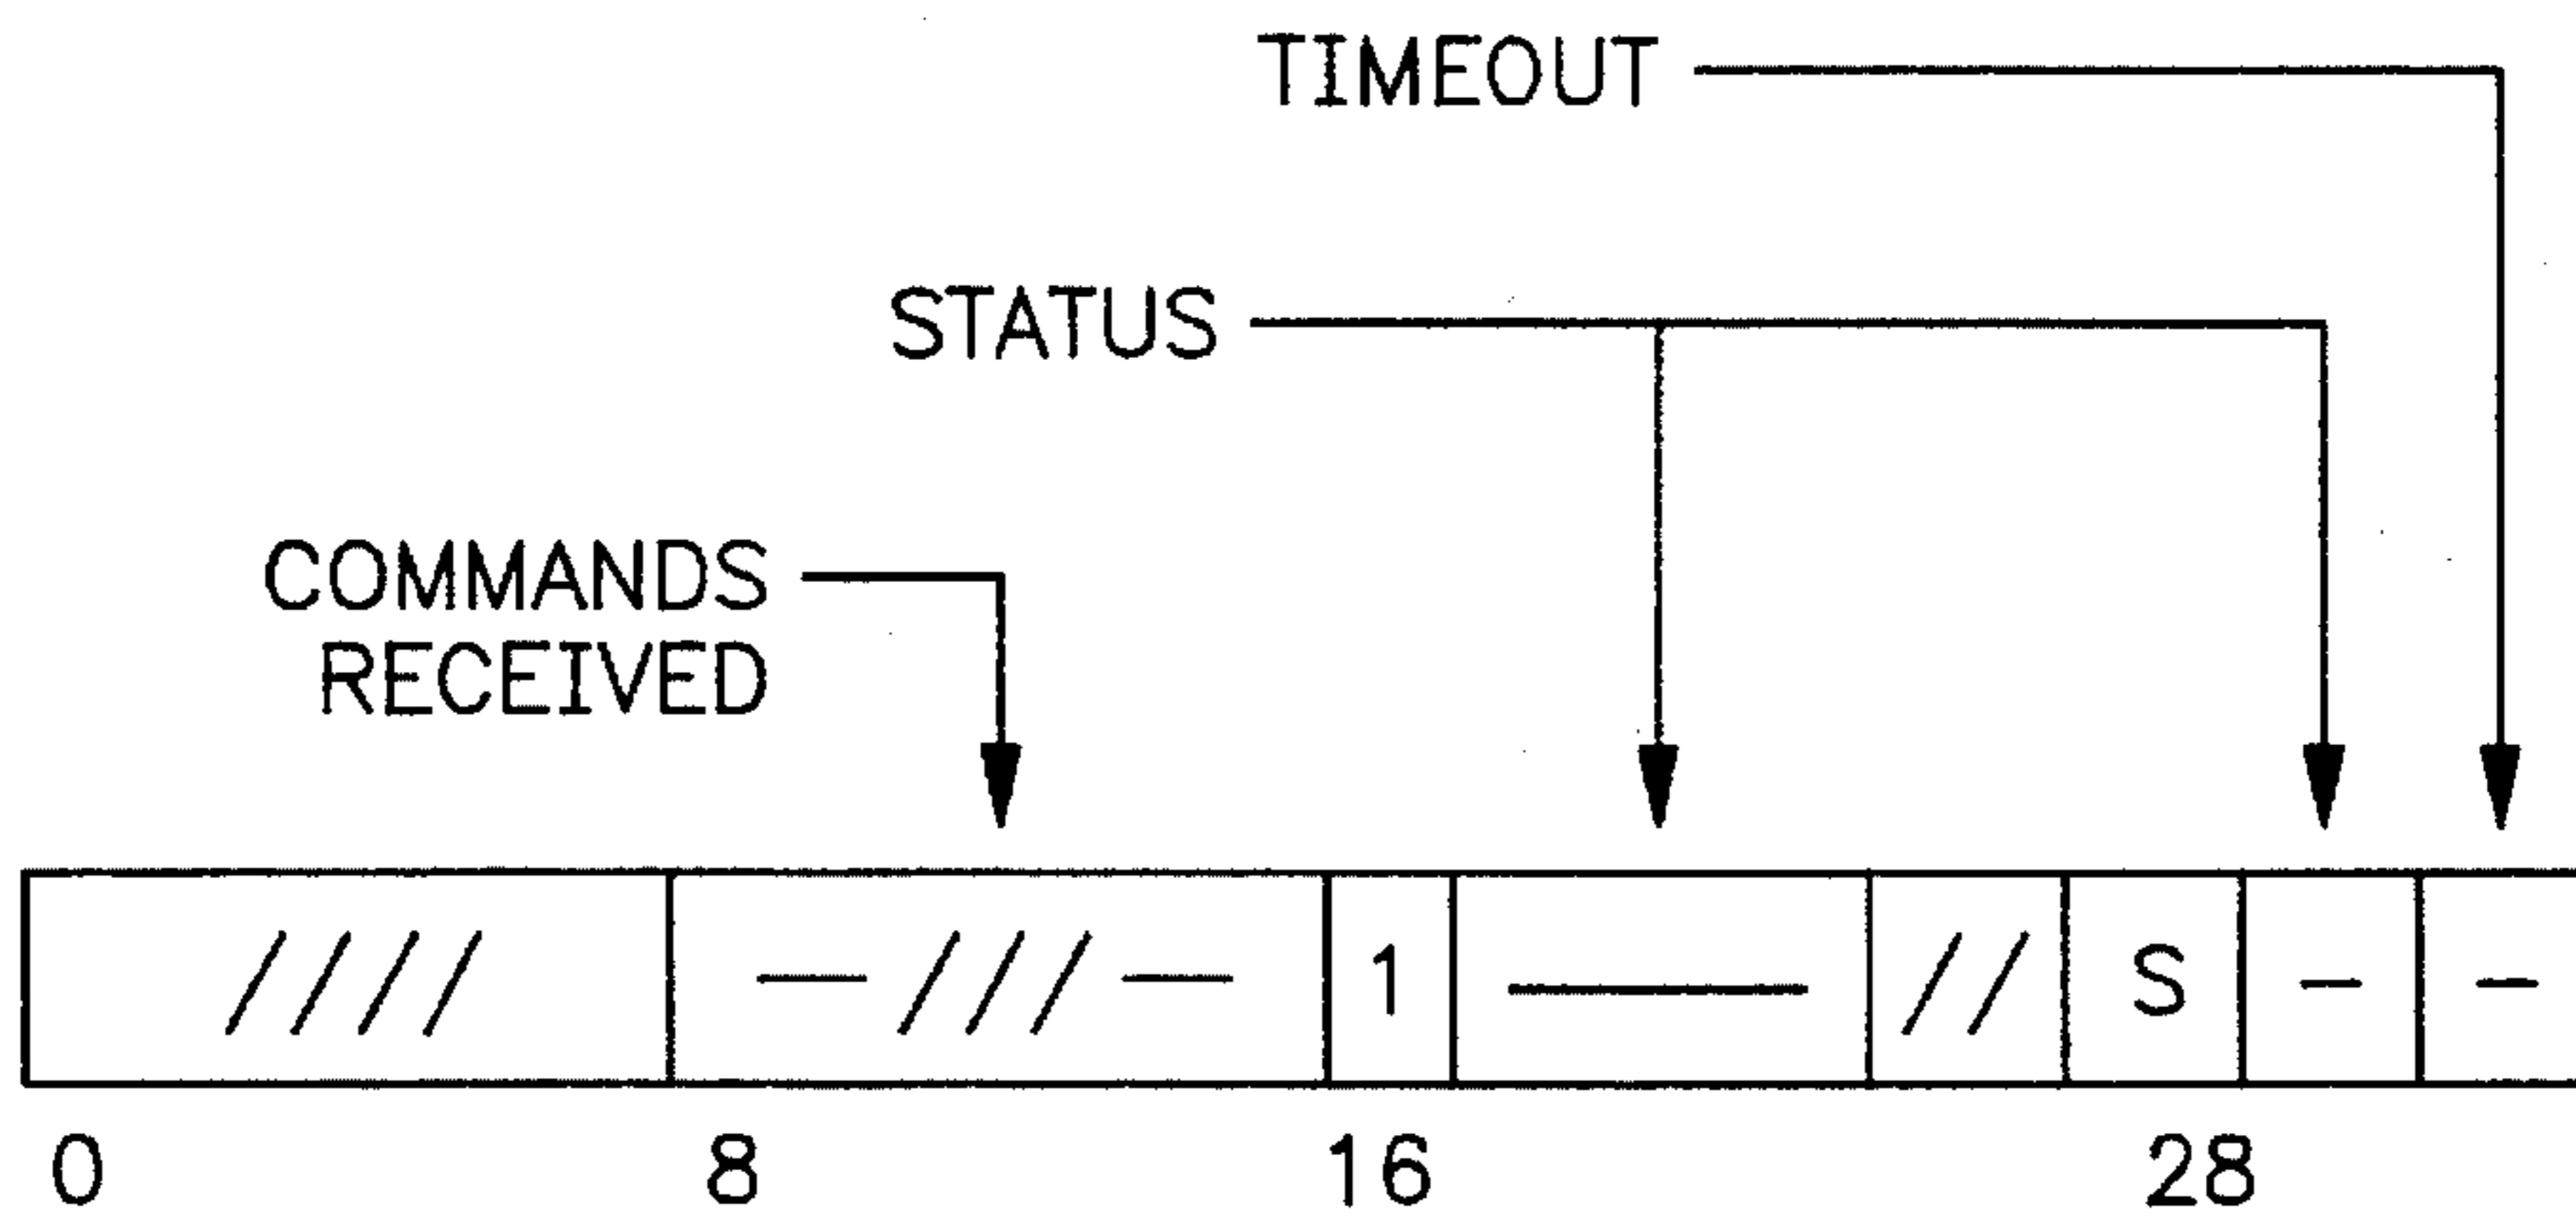 TIMEOUT
STATUS
COMMANDS
RECEIVED
//// — /// — 1 —— // S - -
0 8 16 28